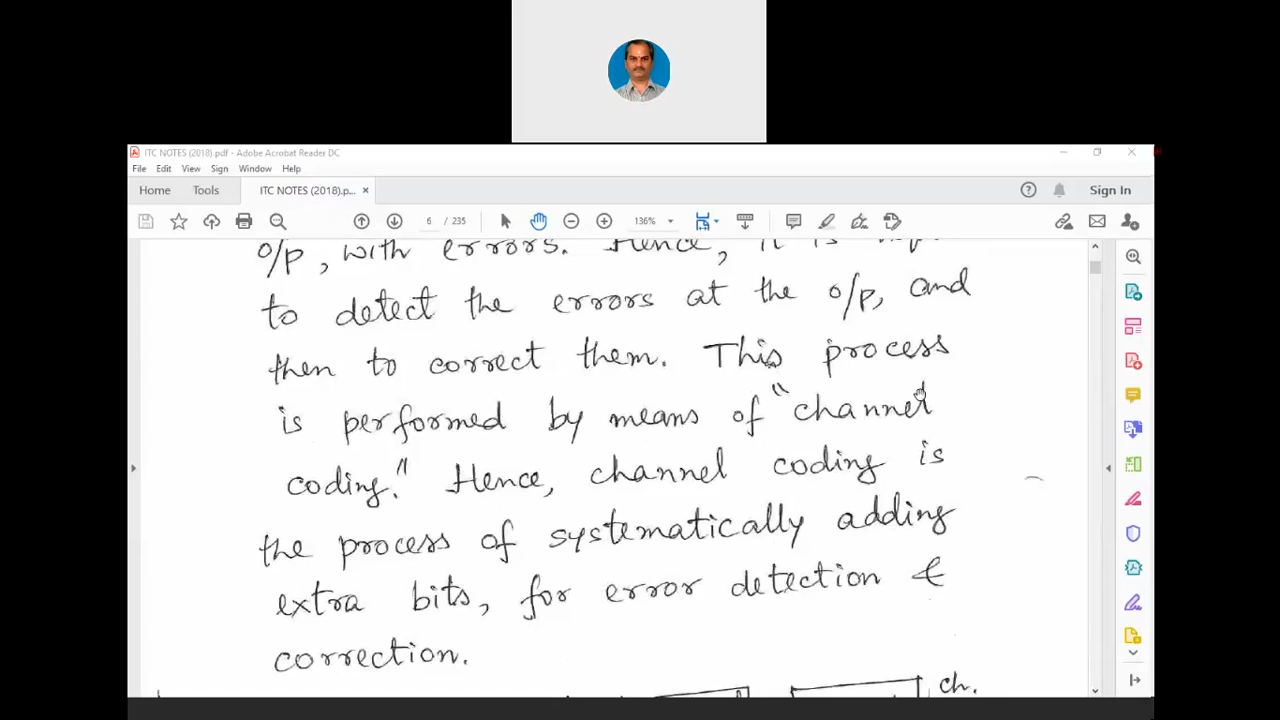 ITC NOTES (2018).pdf - Adobe Acrobat Reader DC
File Edit View Sign Window Help
Home Tools ITC NOTES (2018).p... × Sign In
6 / 235 136%
o/p, with errors. Hence, it is
to detect the errors at the o/p, and
then to correct them. This process
is performed by means of "channel
coding." Hence, channel coding is
the process of systematically adding
extra bits, for error detection &
correction.
ch.